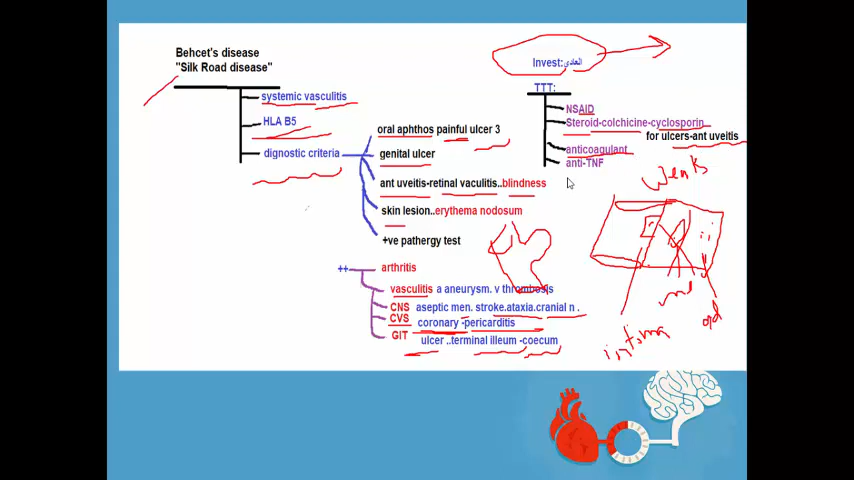 Behcet's disease
"Silk Road disease"
systemic vasculitis
HLA B5
dignostic criteria
oral aphthos painful ulcer 3
genital ulcer
ant uveitis-retinal vaculitis..blindness
skin lesion..erythema nodosum
+ve pathergy test
++ arthritis
vasculitis a aneurysm. v thrombosis
CNS aseptic men. stroke.ataxia.cranial n .
CVS coronary -pericarditis
GIT ulcer ..terminal illeum -coecum
Invest:العادي
TTT:
NSAID
Steroid-colchicine-cyclosporin
for ulcers-ant uveitis
anticoagulant
anti-TNF
weak
intima